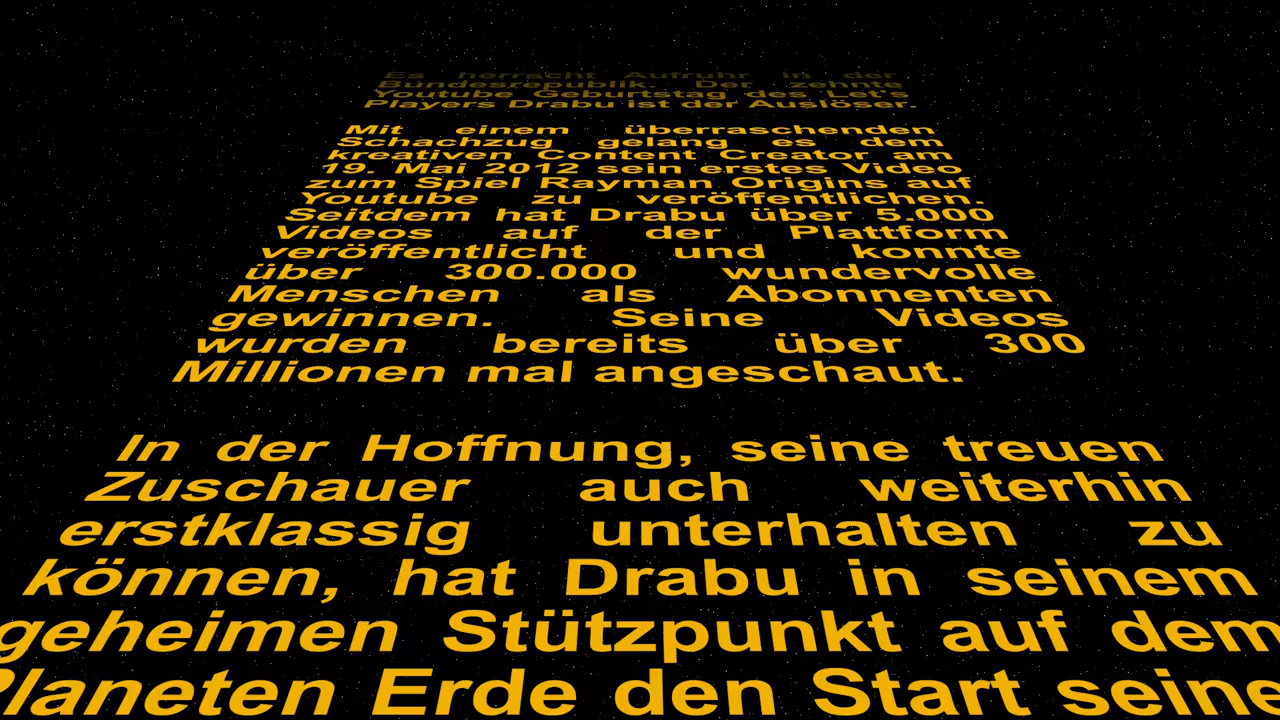 Es herrscht Aufruhr in der
Bundesrepublik. Der zehnte
Youtube Geburtstag des Let's
Players Drabu ist der Auslöser.
Mit einem überraschenden
Schachzug gelang es dem
kreativen Content Creator am
19. Mai 2012 sein erstes Video
zum Spiel Rayman Origins auf
Youtube zu veröffentlichen.
Seitdem hat Drabu über 5.000
Videos auf der Plattform
veröffentlicht und konnte
über 300.000 wundervolle
Menschen als Abonnenten
gewinnen. Seine Videos
wurden bereits über 300
Millionen mal angeschaut.
In der Hoffnung, seine treuen
Zuschauer auch weiterhin
erstklassig unterhalten zu
können, hat Drabu in seinem
geheimen Stützpunkt auf dem
Planeten Erde den Start seine